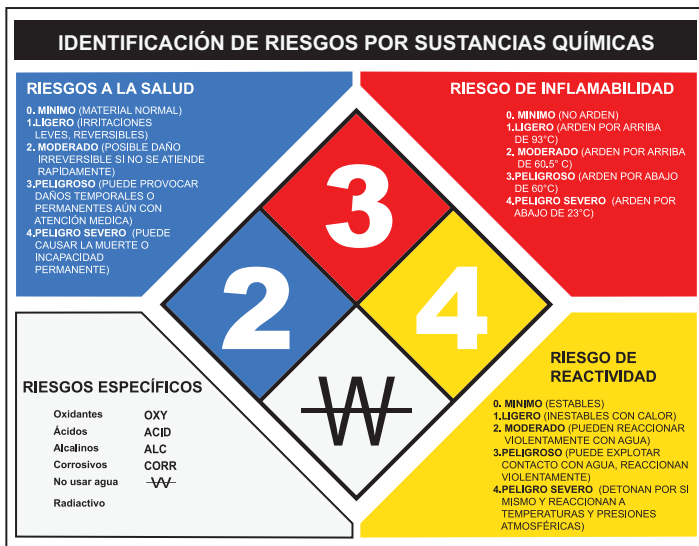 IDENTIFICACIÓN DE RIESGOS POR SUSTANCIAS QUÍMICAS
RIESGOS A LA SALUD
0. MÍNIMO (MATERIAL NORMAL)
1.LÍGERO (IRRITACIONES
LEVES, REVERSIBLES)
2. MODERADO (POSIBLE DAÑO
IRREVERSIBLE SI NO SE ATIENDE
RAPÍDAMENTE)
3.PELIGROSO (PUEDE PROVOCAR
DAÑOS TEMPORALES O
PERMANENTES AÚN CON
ATENCIÓN MEDICA)
4.PELIGRO SEVERO (PUEDE
CAUSAR LA MUERTE O
INCAPACIDAD
PERMANENTE)
RIESGO DE INFLAMABILIDAD
0. MINIMO (NO ARDEN)
1.LÍGERO (ARDEN POR ARRIBA
DE 93°C)
2. MODERADO (ARDEN POR ARRIBA
DE 60.5° C)
3.PELIGROSO (ARDEN POR ABAJO
DE 60°C)
4.PELIGRO SEVERO (ARDEN POR
ABAJO DE 23°C)
3
2
4
W
RIESGOS ESPECÍFICOS
Oxidantes OXY
Ácidos ACID
Alcalinos ALC
Corrosivos CORR
No usar agua W
Radiactivo
RIESGO DE
REACTIVIDAD
0. MINIMO (ESTABLES)
1.LIGERO (INESTABLES CON CALOR)
2. MODERADO (PUEDEN REACCIONAR
VIOLENTAMENTE CON AGUA)
3.PELIGROSO (PUEDE EXPLOTAR
CONTACTO CON AGUA, REACCIONAN
VIOLENTAMENTE)
4.PELIGRO SEVERO (DETONAN POR SÍ
MISMO Y REACCIONAN A
TEMPERATURAS Y PRESIONES
ATMOSFÉRICAS)